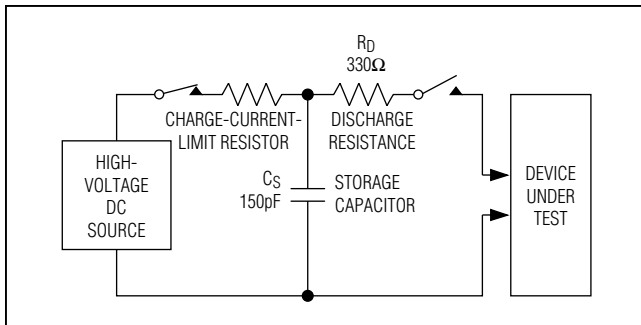 R_D
330Ω
CHARGE-CURRENT-
LIMIT RESISTOR
DISCHARGE
RESISTANCE
HIGH-
VOLTAGE
DC
SOURCE
C_S
150pF
STORAGE
CAPACITOR
DEVICE
UNDER
TEST